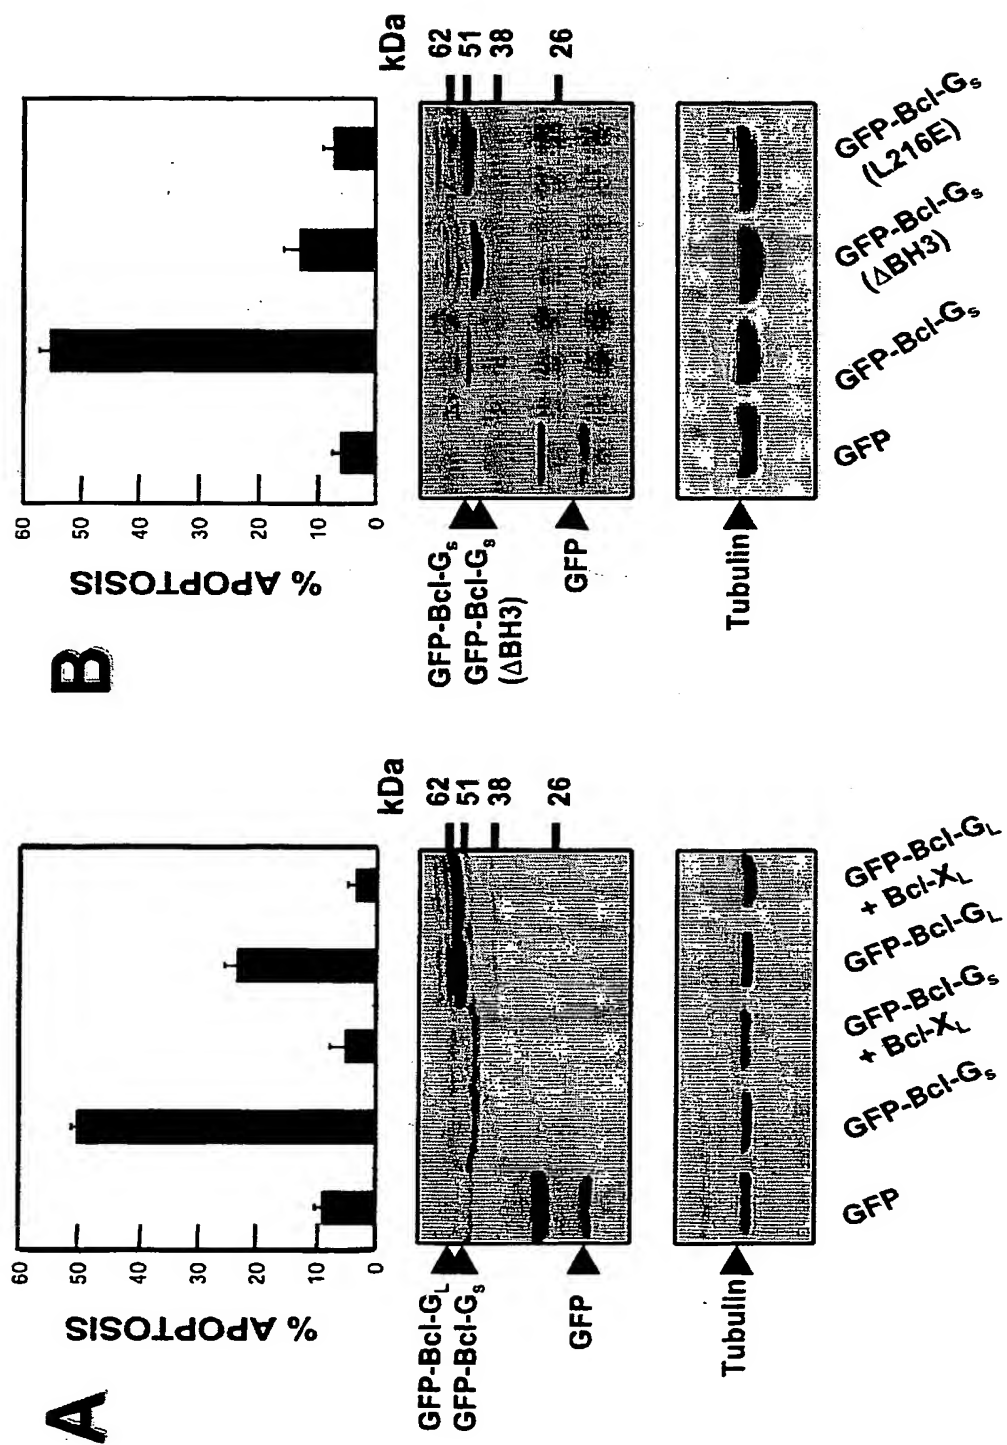 A
% APOPTOSIS
60
50
40
30
20
10
0
kDa
62
51
38
26
GFP-Bcl-GL
GFP-Bcl-Gs
GFP
Tubulin
GFP
GFP-Bcl-Gs
GFP-Bcl-Gs
+ Bcl-XL
GFP-Bcl-GL
GFP-Bcl-GL
+ Bcl-XL
B
% APOPTOSIS
60
50
40
30
20
10
0
kDa
62
51
38
26
GFP-Bcl-Gs
GFP-Bcl-Gs
(ΔBH3)
GFP
Tubulin
GFP
GFP-Bcl-Gs
GFP-Bcl-Gs
(ΔBH3)
GFP-Bcl-Gs
(L216E)